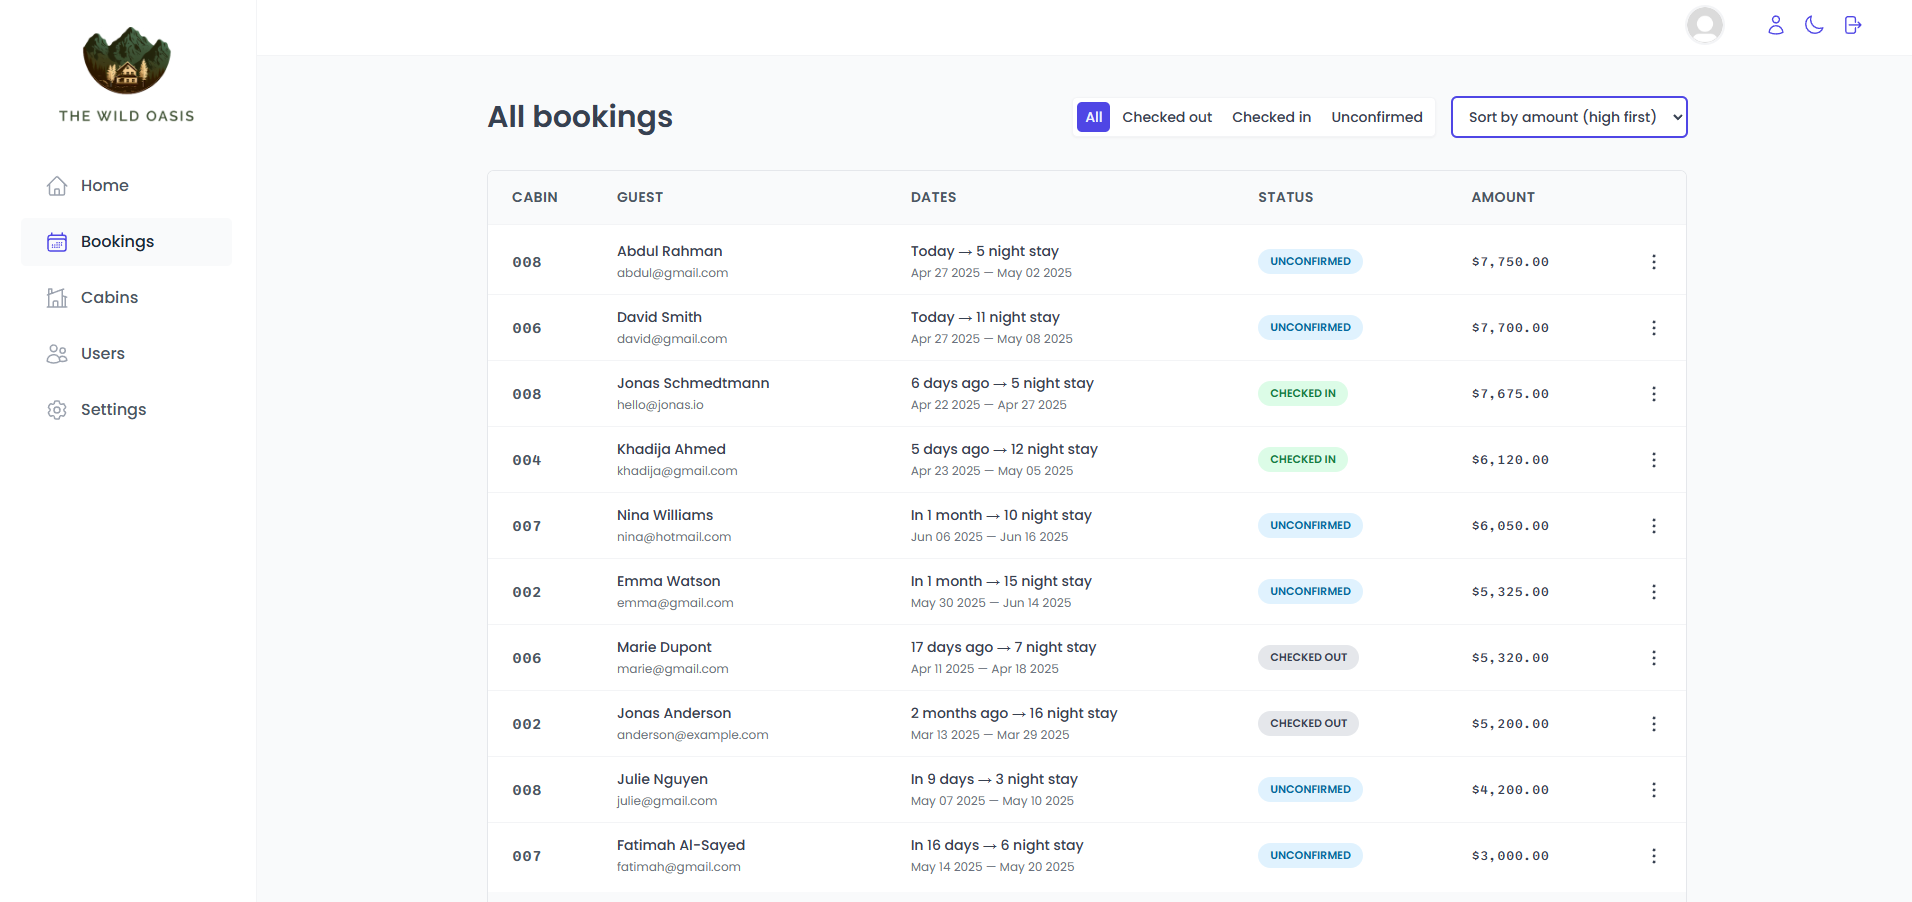 THE WILD OASIS
Home
Bookings
Cabins
Users
Settings
All bookings
All Checked out Checked in Unconfirmed Sort by amount (high first)
CABIN GUEST DATES STATUS AMOUNT
008 Abdul Rahman Today → 5 night stay UNCONFIRMED $7,750.00
abdul@gmail.com Apr 27 2025 — May 02 2025
006 David Smith Today → 11 night stay UNCONFIRMED $7,700.00
david@gmail.com Apr 27 2025 — May 08 2025
008 Jonas Schmedtmann 6 days ago → 5 night stay CHECKED IN $7,675.00
hello@jonas.io Apr 22 2025 — Apr 27 2025
004 Khadija Ahmed 5 days ago → 12 night stay CHECKED IN $6,120.00
khadija@gmail.com Apr 23 2025 — May 05 2025
007 Nina Williams In 1 month → 10 night stay UNCONFIRMED $6,050.00
nina@hotmail.com Jun 06 2025 — Jun 16 2025
002 Emma Watson In 1 month → 15 night stay UNCONFIRMED $5,325.00
emma@gmail.com May 30 2025 — Jun 14 2025
006 Marie Dupont 17 days ago → 7 night stay CHECKED OUT $5,320.00
marie@gmail.com Apr 11 2025 — Apr 18 2025
002 Jonas Anderson 2 months ago → 16 night stay CHECKED OUT $5,200.00
anderson@example.com Mar 13 2025 — Mar 29 2025
008 Julie Nguyen In 9 days → 3 night stay UNCONFIRMED $4,200.00
julie@gmail.com May 07 2025 — May 10 2025
007 Fatimah Al-Sayed In 16 days → 6 night stay UNCONFIRMED $3,000.00
fatimah@gmail.com May 14 2025 — May 20 2025